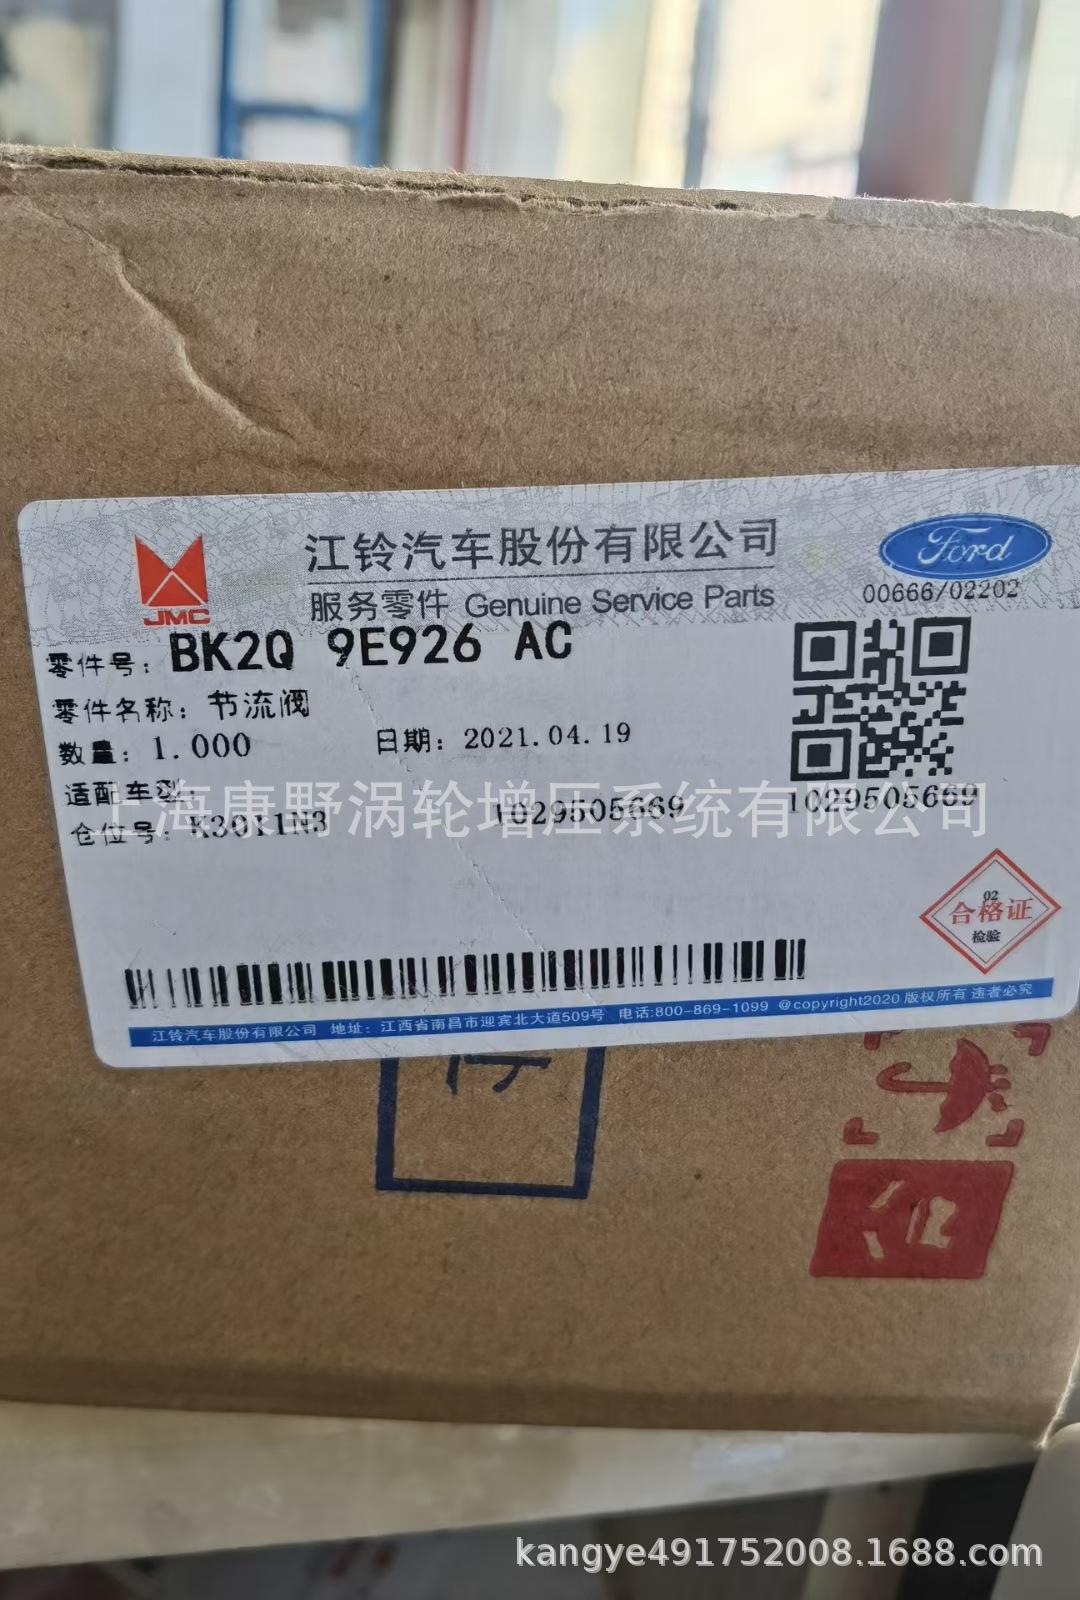 江铃汽车股份有限公司
服务零件 Genuine Service Parts
JMC
Ford
00666/02202
零件号: BK2Q 9E926 AC
零件名称: 节流阀
数量: 1.000 日期: 2021.04.19
适配车型:
仓位号: K3011N3 1029505669 1029505669
上海康野涡轮增压系统有限公司
02
合格证
检验
江铃汽车股份有限公司 地址: 江西省南昌市迎宾北大道509号 电话:800-869-1099 @copyright2020 版权所有 违者必究
kangye491752008.1688.com